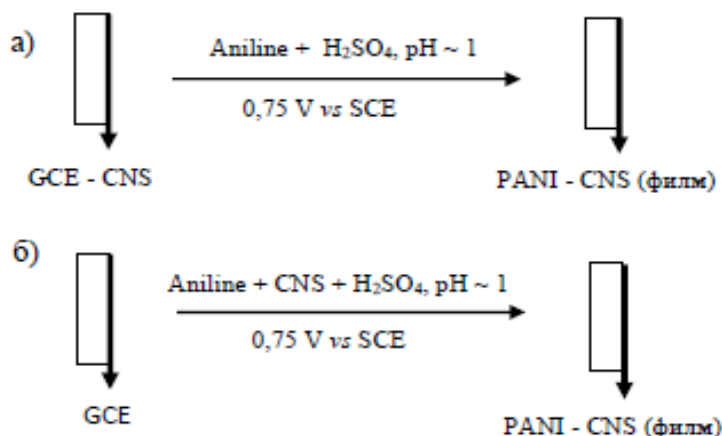 а)
Aniline + H₂SO₄, pH ~ 1
0,75 V vs SCE
GCE - CNS
PANI - CNS (филм)
б)
Aniline + CNS + H₂SO₄, pH ~ 1
0,75 V vs SCE
GCE
PANI - CNS (филм)